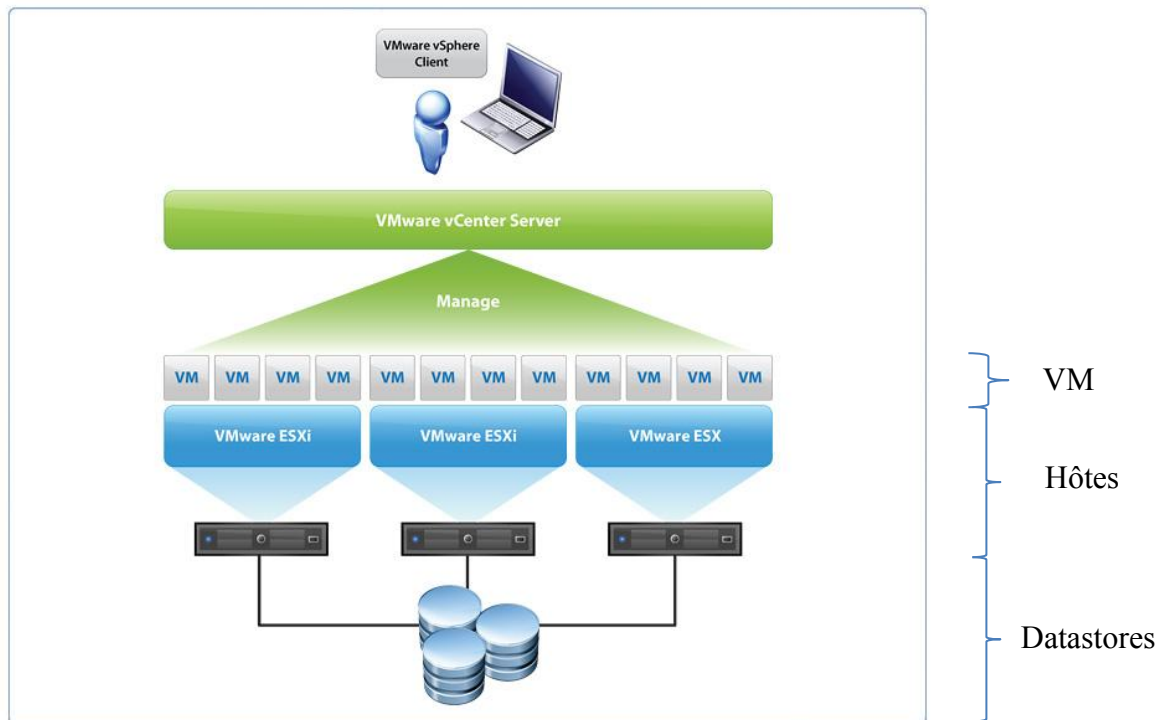 VMware vSphere
Client
VMware vCenter Server
Manage
VM VM VM VM VM VM VM VM VM VM VM VM
VM
VMware ESXi VMware ESXi VMware ESX
Hôtes
Datastores